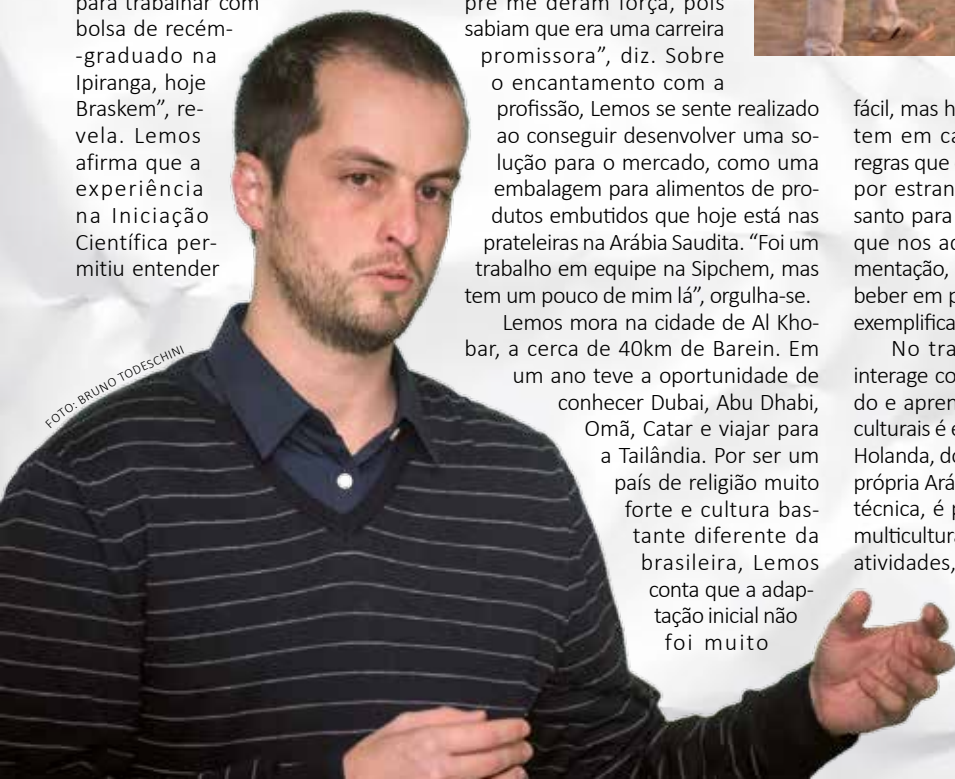 para trabalhar com
bolsa de recém-
-graduado na
Ipiranga, hoje
Braskem”, re-
vela. Lemos
afirma que a
experiência
na Iniciação
Científica per-
mitiu entender
FOTO: BRUNO TODESCHINI
pre me deram força, pois
sabiam que era uma carreira
promissora”, diz. Sobre
o encantamento com a
profissão, Lemos se sente realizado
ao conseguir desenvolver uma so-
lução para o mercado, como uma
embalagem para alimentos de pro-
dutos embutidos que hoje está nas
prateleiras na Arábia Saudita. “Foi um
trabalho em equipe na Sipchem, mas
tem um pouco de mim lá”, orgulha-se.
Lemos mora na cidade de Al Kho-
bar, a cerca de 40km de Barein. Em
um ano teve a oportunidade de
conhecer Dubai, Abu Dhabi,
Omã, Catar e viajar para
a Tailândia. Por ser um
país de religião muito
forte e cultura bas-
tante diferente da
brasileira, Lemos
conta que a adap-
tação inicial não
foi muito
fácil, mas h
tem em ca
regras que
por estran
santo para
que nos ad
mentação,
beber em p
exemplifica
No tra
interage co
do e apren
culturais é e
Holanda, do
própria Ará
técnica, é p
multicultura
atividades,